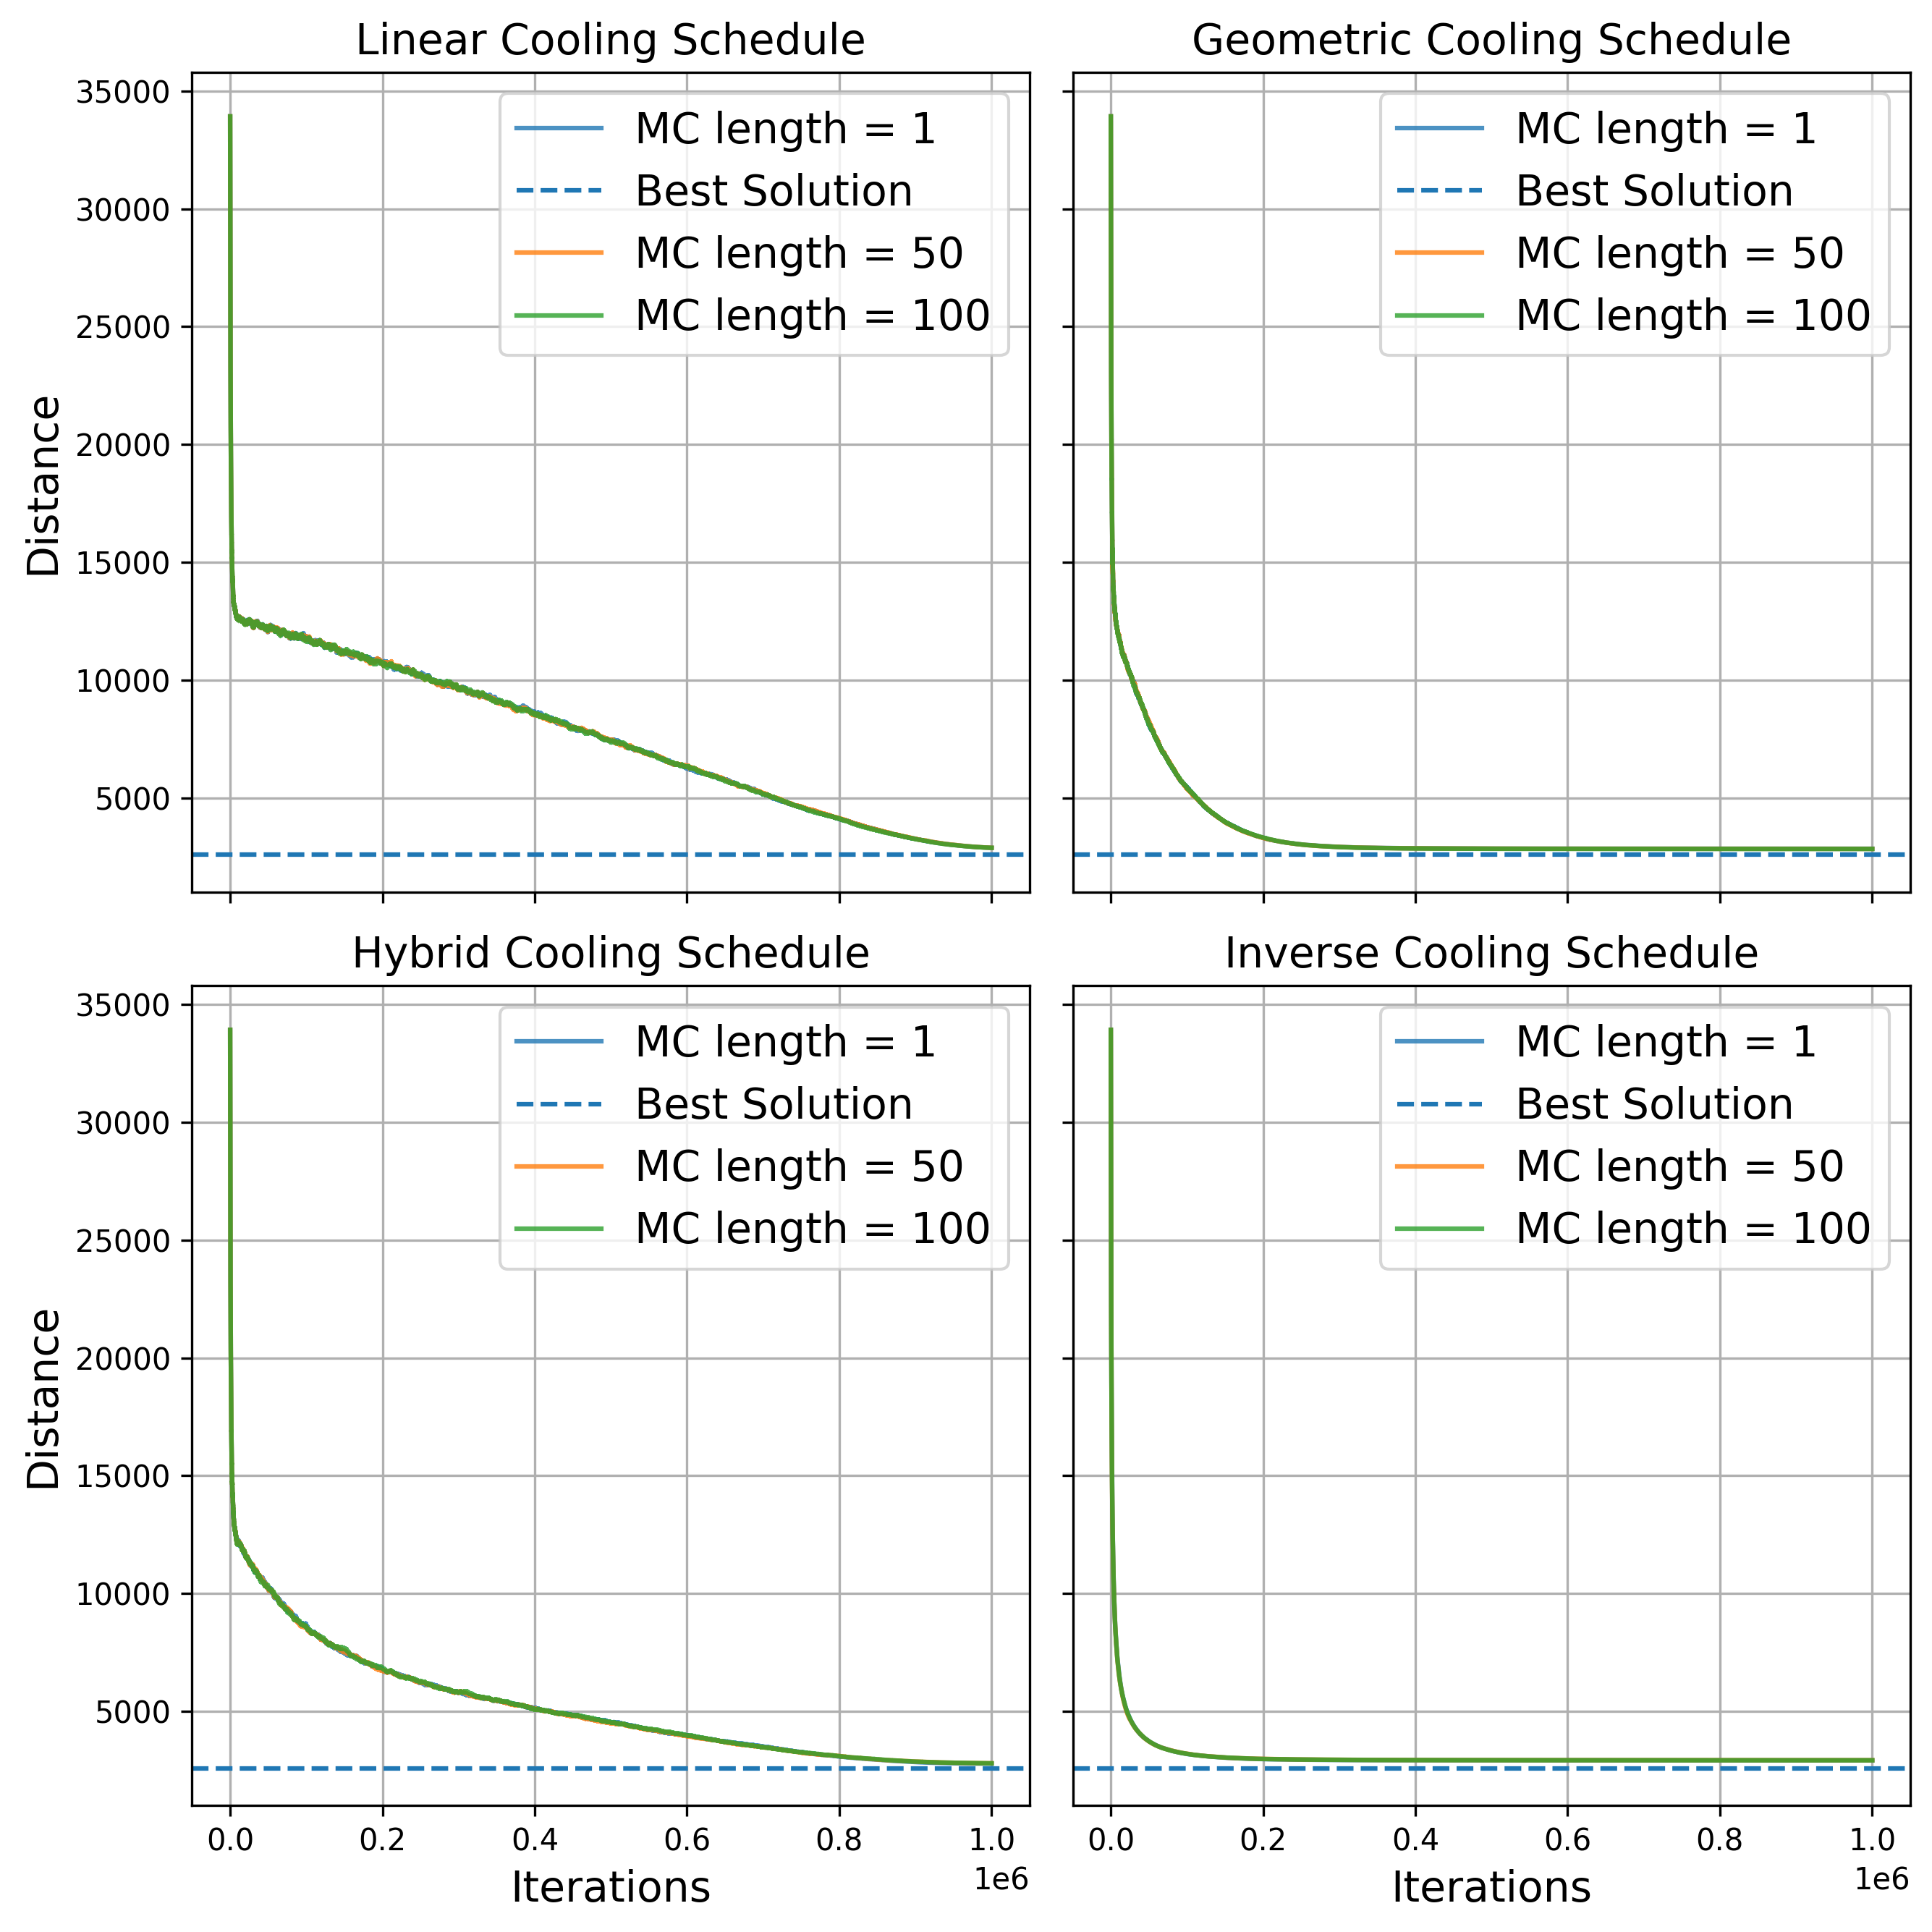 Linear Cooling Schedule
Geometric Cooling Schedule
35000
30000
25000
20000
15000
10000
5000
Distance
MC length = 1
Best Solution
MC length = 50
MC length = 100
MC length = 1
Best Solution
MC length = 50
MC length = 100
Hybrid Cooling Schedule
Inverse Cooling Schedule
35000
30000
25000
20000
15000
10000
5000
Distance
MC length = 1
Best Solution
MC length = 50
MC length = 100
MC length = 1
Best Solution
MC length = 50
MC length = 100
0.0 0.2 0.4 0.6 0.8 1.0
1e6
Iterations
0.0 0.2 0.4 0.6 0.8 1.0
1e6
Iterations